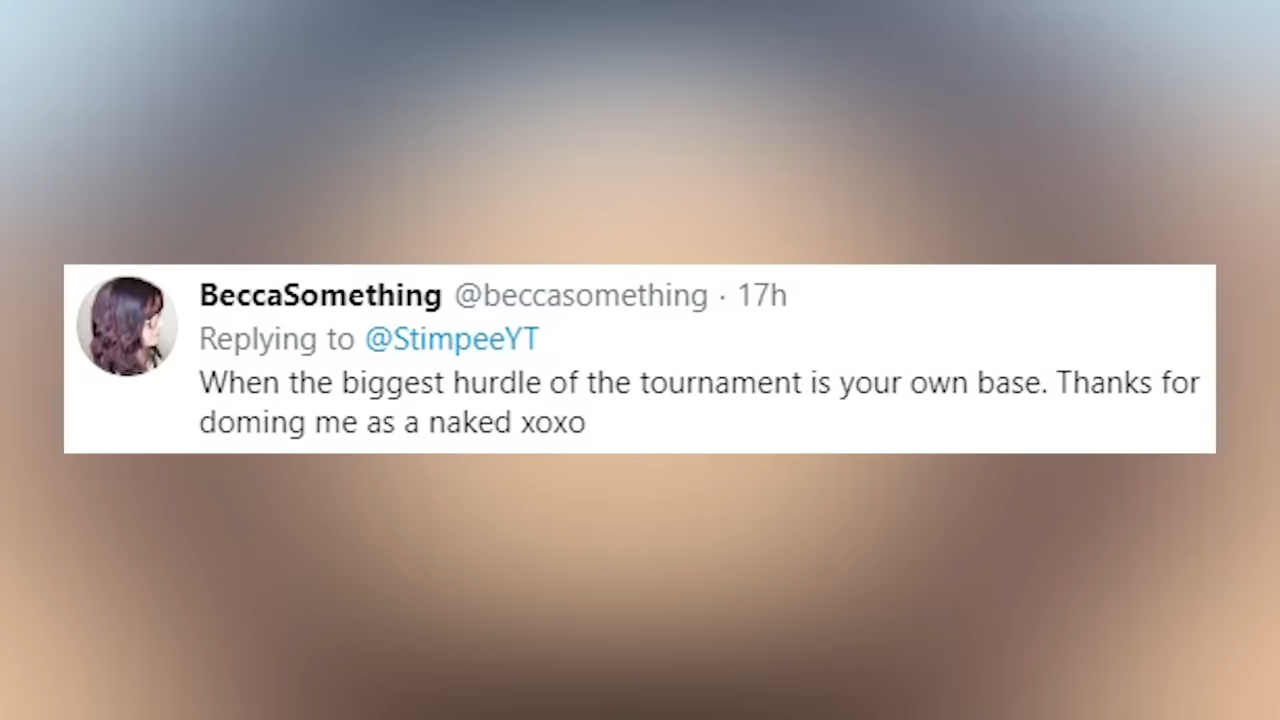 BeccaSomething @beccasomething · 17h
Replying to @StimpeeYT
When the biggest hurdle of the tournament is your own base. Thanks for
doming me as a naked xoxo